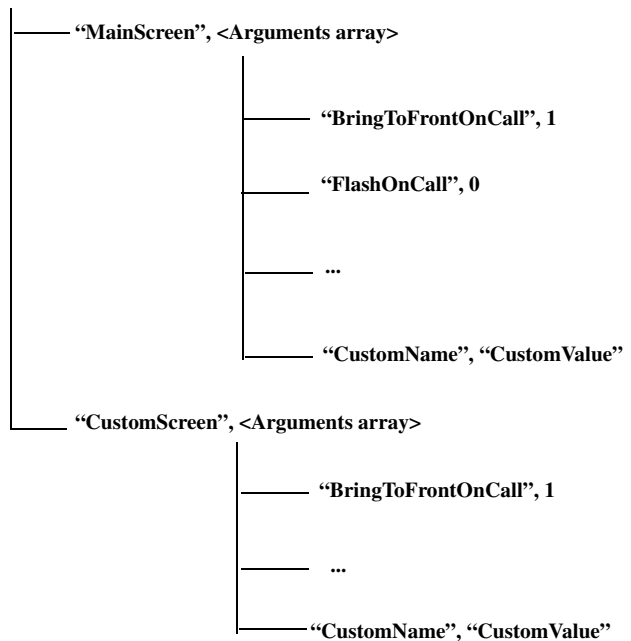 “MainScreen”, <Arguments array>
“BringToFrontOnCall”, 1
“FlashOnCall”, 0
...
“CustomName”, “CustomValue”
“CustomScreen”, <Arguments array>
“BringToFrontOnCall”, 1
...
“CustomName”, “CustomValue”